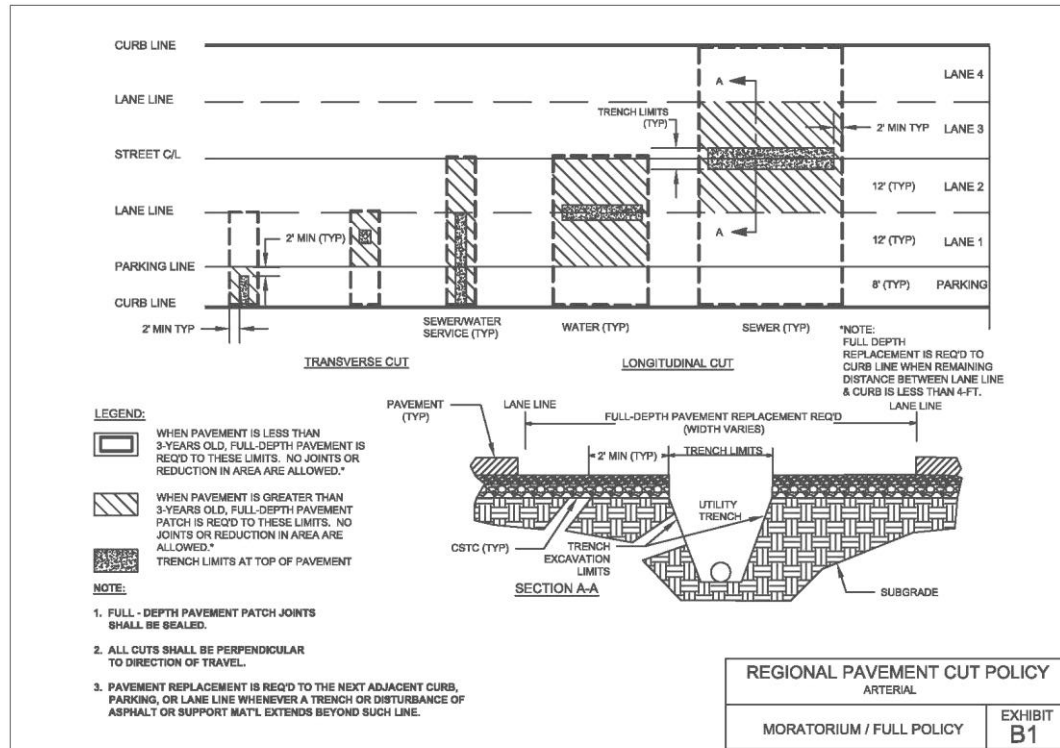 CURB LINE
LANE LINE
STREET C/L
LANE LINE
PARKING LINE
CURB LINE
2' MIN TYP
2' MIN (TYP)
TRENCH LIMITS
(TYP)
A
A
2' MIN TYP
LANE 4
LANE 3
12' (TYP)
LANE 2
12' (TYP)
LANE 1
8' (TYP)
PARKING
SEWER/WATER
SERVICE (TYP)
WATER (TYP)
SEWER (TYP)
TRANSVERSE CUT
LONGITUDINAL CUT
*NOTE:
FULL DEPTH
REPLACEMENT IS REQ'D TO
CURB LINE WHEN REMAINING
DISTANCE BETWEEN LANE LINE
& CURB IS LESS THAN 4-FT.
LEGEND:
WHEN PAVEMENT IS LESS THAN
3-YEARS OLD, FULL-DEPTH PAVEMENT IS
REQ'D TO THESE LIMITS. NO JOINTS OR
REDUCTION IN AREA ARE ALLOWED.*
WHEN PAVEMENT IS GREATER THAN
3-YEARS OLD, FULL-DEPTH PAVEMENT
PATCH IS REQ'D TO THESE LIMITS. NO
JOINTS OR REDUCTION IN AREA ARE
ALLOWED.*
TRENCH LIMITS AT TOP OF PAVEMENT
NOTE:
1. FULL - DEPTH PAVEMENT PATCH JOINTS
SHALL BE SEALED.
2. ALL CUTS SHALL BE PERPENDICULAR
TO DIRECTION OF TRAVEL.
3. PAVEMENT REPLACEMENT IS REQ'D TO THE NEXT ADJACENT CURB,
PARKING, OR LANE LINE WHENEVER A TRENCH OR DISTURBANCE OF
ASPHALT OR SUPPORT MAT'L EXTENDS BEYOND SUCH LINE.
PAVEMENT
(TYP)
LANE LINE
FULL-DEPTH PAVEMENT REPLACEMENT REQ'D
(WIDTH VARIES)
LANE LINE
2' MIN (TYP)
TRENCH LIMITS
UTILITY
TRENCH
CSTC (TYP)
TRENCH
EXCAVATION
LIMITS
SUBGRADE
SECTION A-A
REGIONAL PAVEMENT CUT POLICY
ARTERIAL
MORATORIUM / FULL POLICY
EXHIBIT
B1